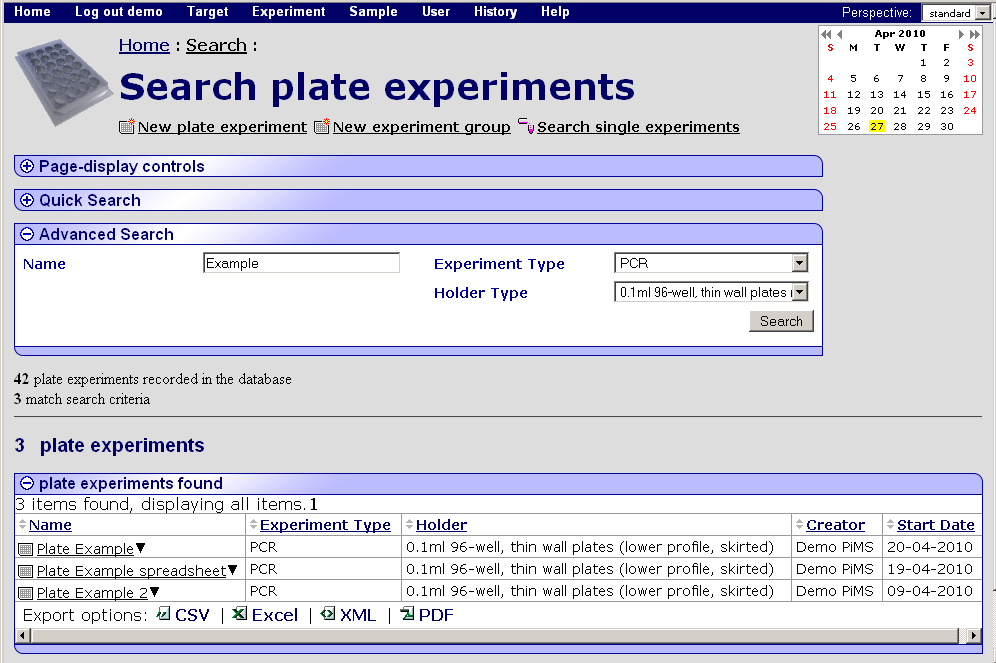 Home Log out demo Target Experiment Sample User History Help Perspective: standard
Home : Search :
Search plate experiments
New plate experiment New experiment group Search single experiments
Apr 2010
S M T W T F S
1 2 3
4 5 6 7 8 9 10
11 12 13 14 15 16 17
18 19 20 21 22 23 24
25 26 27 28 29 30
Page-display controls
Quick Search
Advanced Search
Name Example Experiment Type PCR
Holder Type 0.1ml 96-well, thin wall plates
Search
42 plate experiments recorded in the database
3 match search criteria
3 plate experiments
plate experiments found
3 items found, displaying all items. 1
Name Experiment Type Holder Creator Start Date
Plate Example PCR 0.1ml 96-well, thin wall plates (lower profile, skirted) Demo PiMS 20-04-2010
Plate Example spreadsheet PCR 0.1ml 96-well, thin wall plates (lower profile, skirted) Demo PiMS 19-04-2010
Plate Example 2 PCR 0.1ml 96-well, thin wall plates (lower profile, skirted) Demo PiMS 09-04-2010
Export options: CSV | Excel | XML | PDF